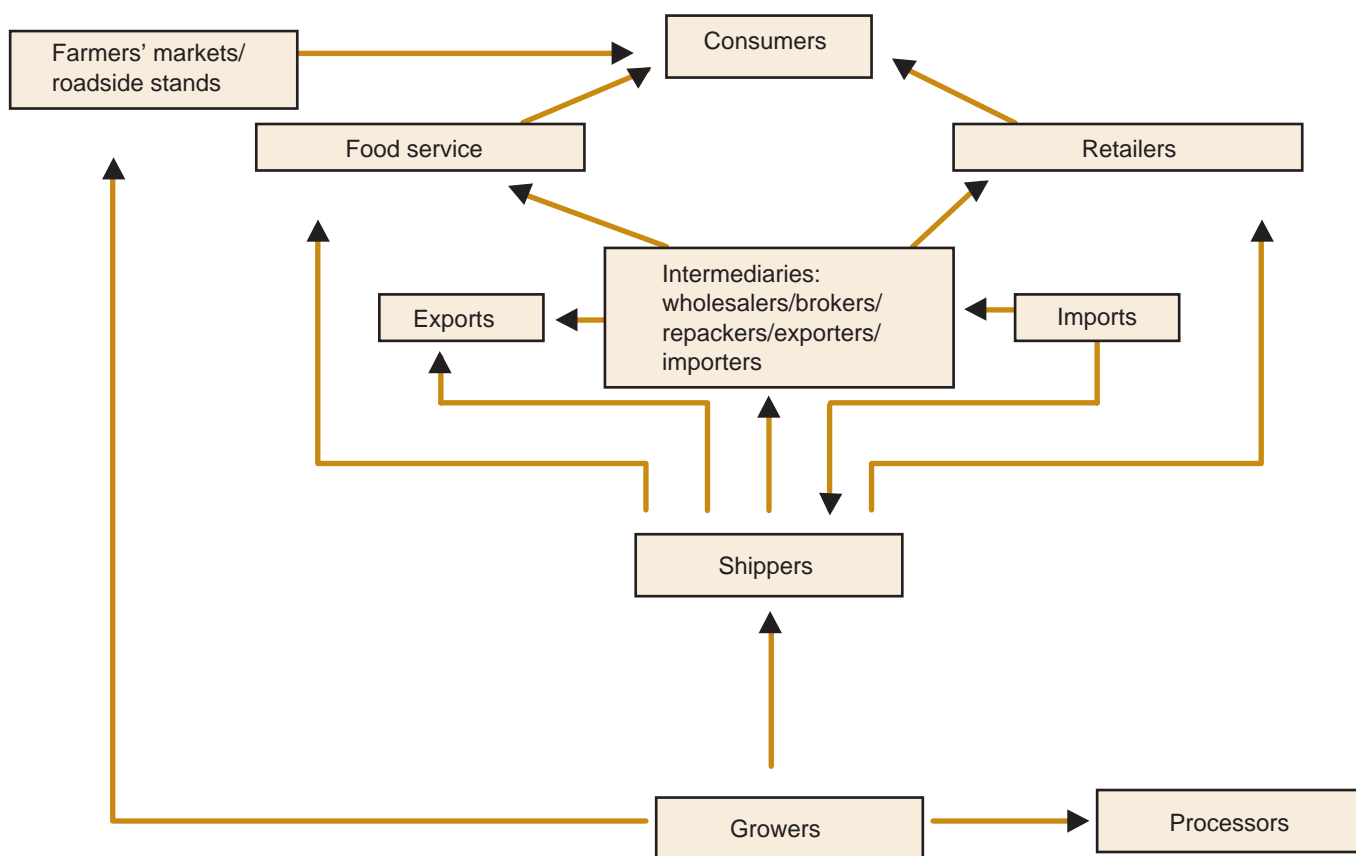 Consumers
Farmers’ markets/
roadside stands
Food service
Retailers
Intermediaries:
wholesalers/brokers/
repackers/exporters/
importers
Exports
Imports
Shippers
Growers
Processors